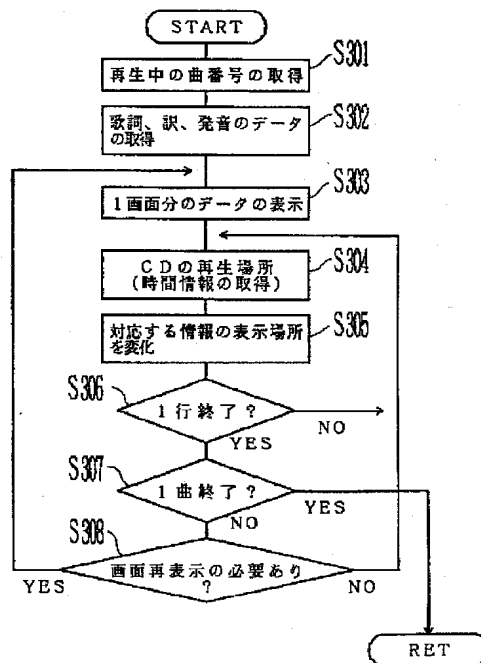 START
S301
再生中の曲番号の取得
S302
歌詞、訳、発音のデータ
の取得
S303
1画面分のデータの表示
S304
CDの再生場所
(時間情報の取得)
S305
対応する情報の表示場所
を変化
S306
1行終了?
NO
YES
S307
1曲終了?
YES
NO
S308
画面再表示の必要あり
?
YES
NO
RET